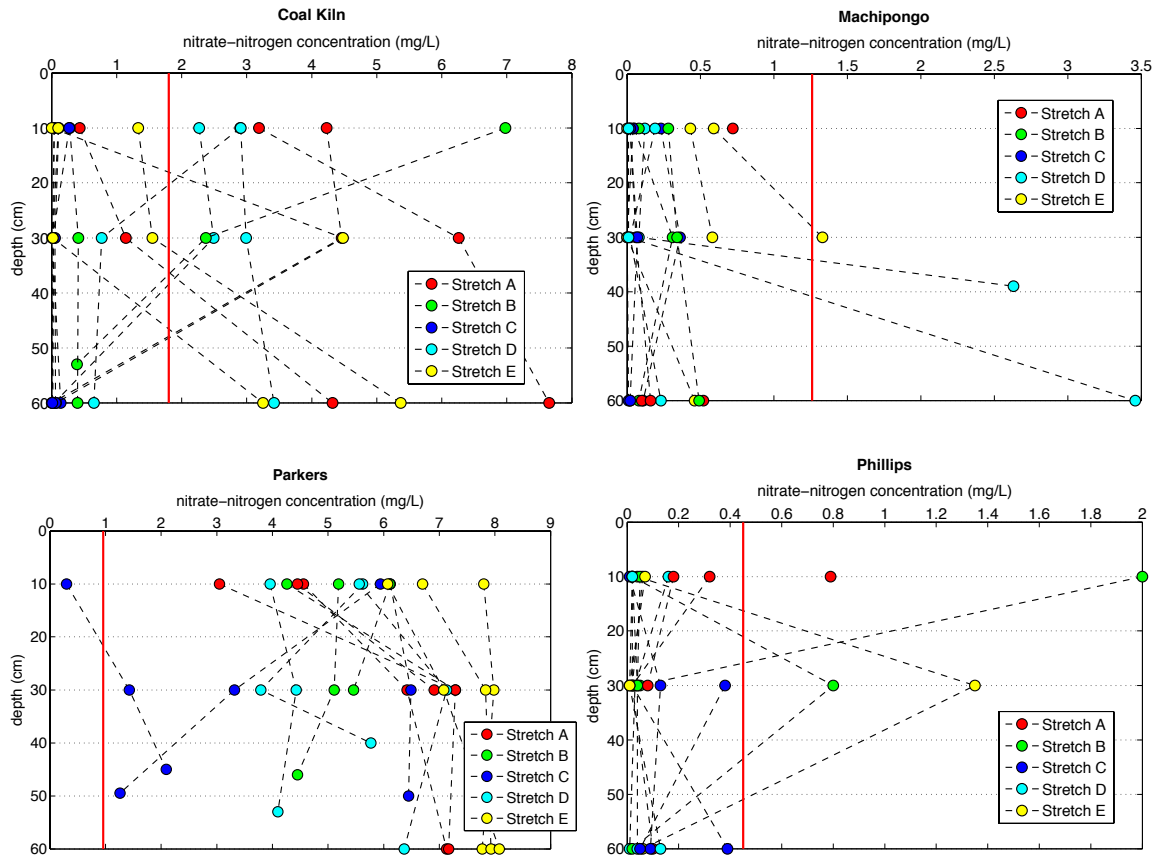 Coal Kiln
nitrate−nitrogen concentration (mg/L)
0 1 2 3 4 5 6 7 8
0
10
20
30
40
50
60
depth (cm)
Stretch A
Stretch B
Stretch C
Stretch D
Stretch E
Machipongo
nitrate−nitrogen concentration (mg/L)
0 0.5 1 1.5 2 2.5 3 3.5
0
10
20
30
40
50
60
depth (cm)
Stretch A
Stretch B
Stretch C
Stretch D
Stretch E
Parkers
nitrate−nitrogen concentration (mg/L)
0 1 2 3 4 5 6 7 8 9
0
10
20
30
40
50
60
depth (cm)
Stretch A
Stretch B
Stretch C
Stretch D
Stretch E
Phillips
nitrate−nitrogen concentration (mg/L)
0 0.2 0.4 0.6 0.8 1 1.2 1.4 1.6 1.8 2
0
10
20
30
40
50
60
depth (cm)
Stretch A
Stretch B
Stretch C
Stretch D
Stretch E